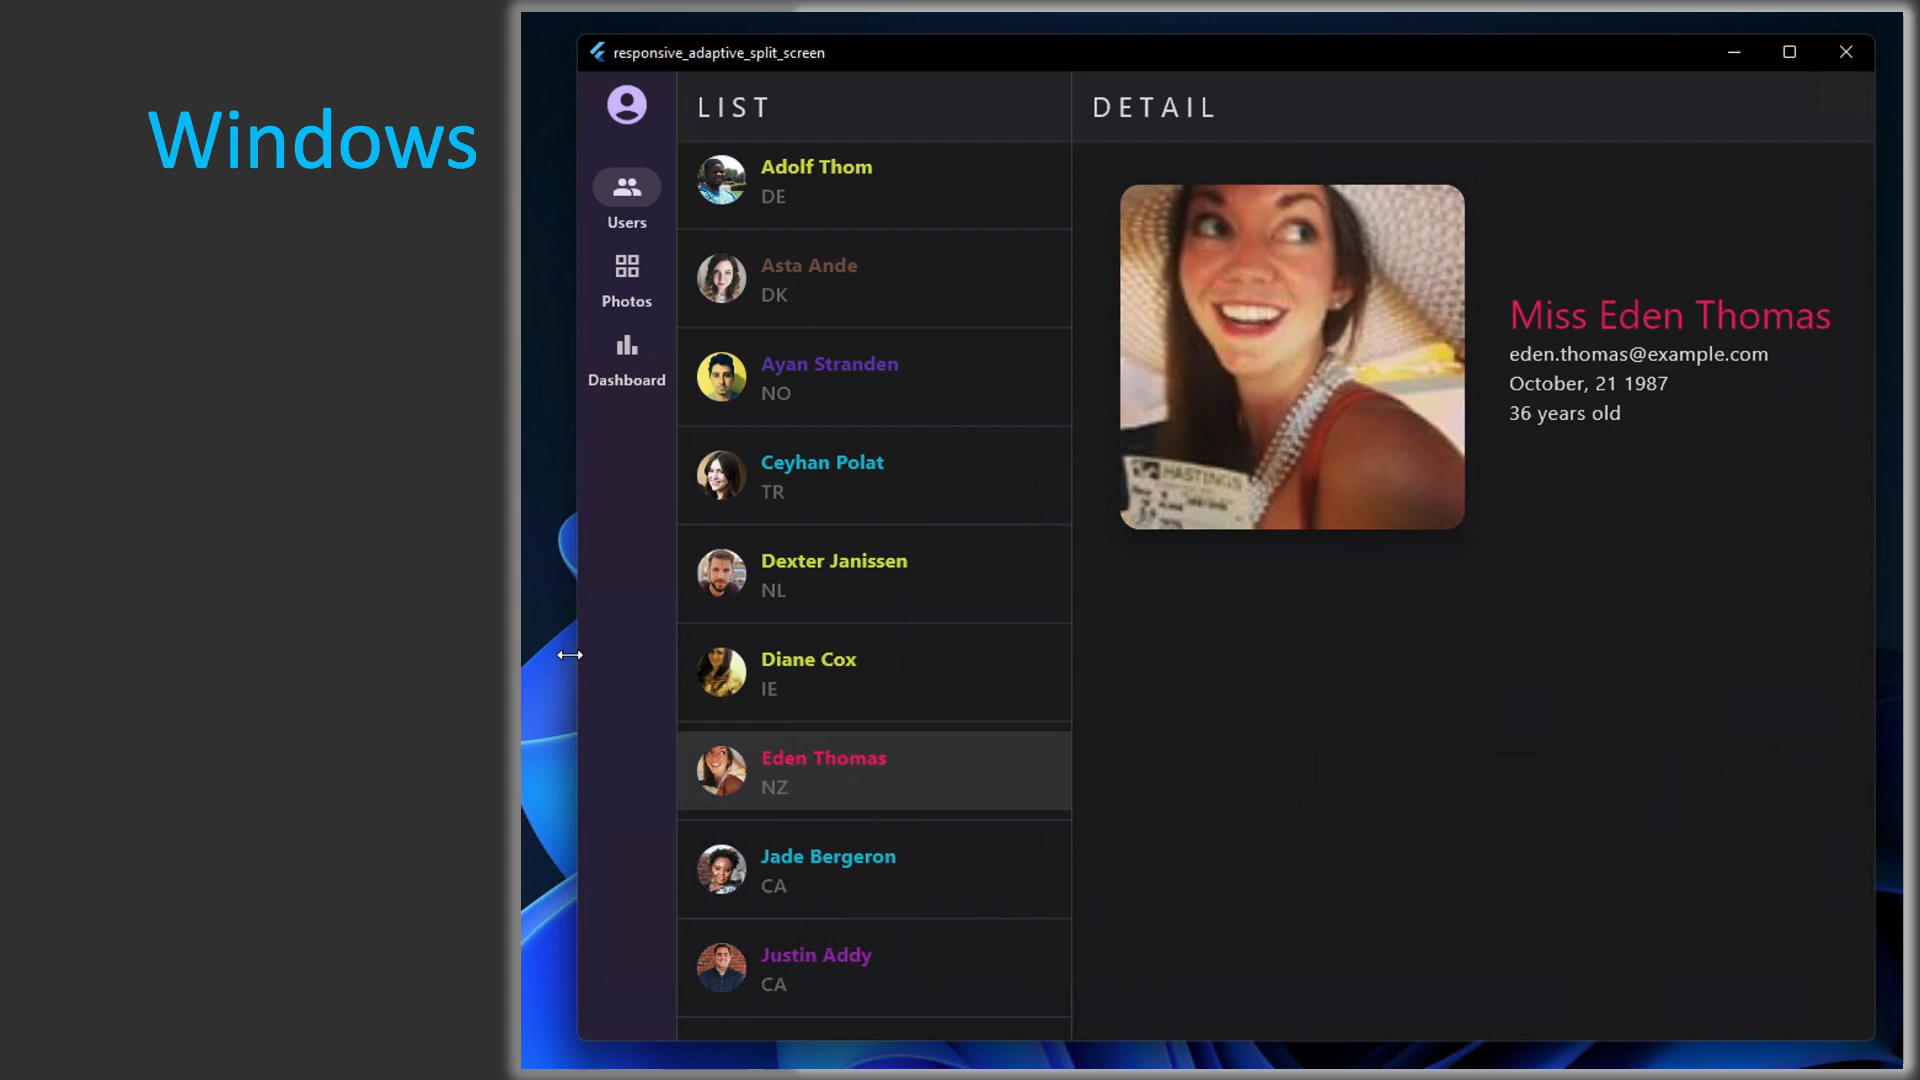 Windows
responsive_adaptive_split_screen
Users
Photos
Dashboard
LIST
Adolf Thom
DE
Asta Ande
DK
Ayan Stranden
NO
Ceyhan Polat
TR
Dexter Janissen
NL
Diane Cox
IE
Eden Thomas
NZ
Jade Bergeron
CA
Justin Addy
CA
DETAIL
HASTINGS
Miss Eden Thomas
eden.thomas@example.com
October, 21 1987
36 years old